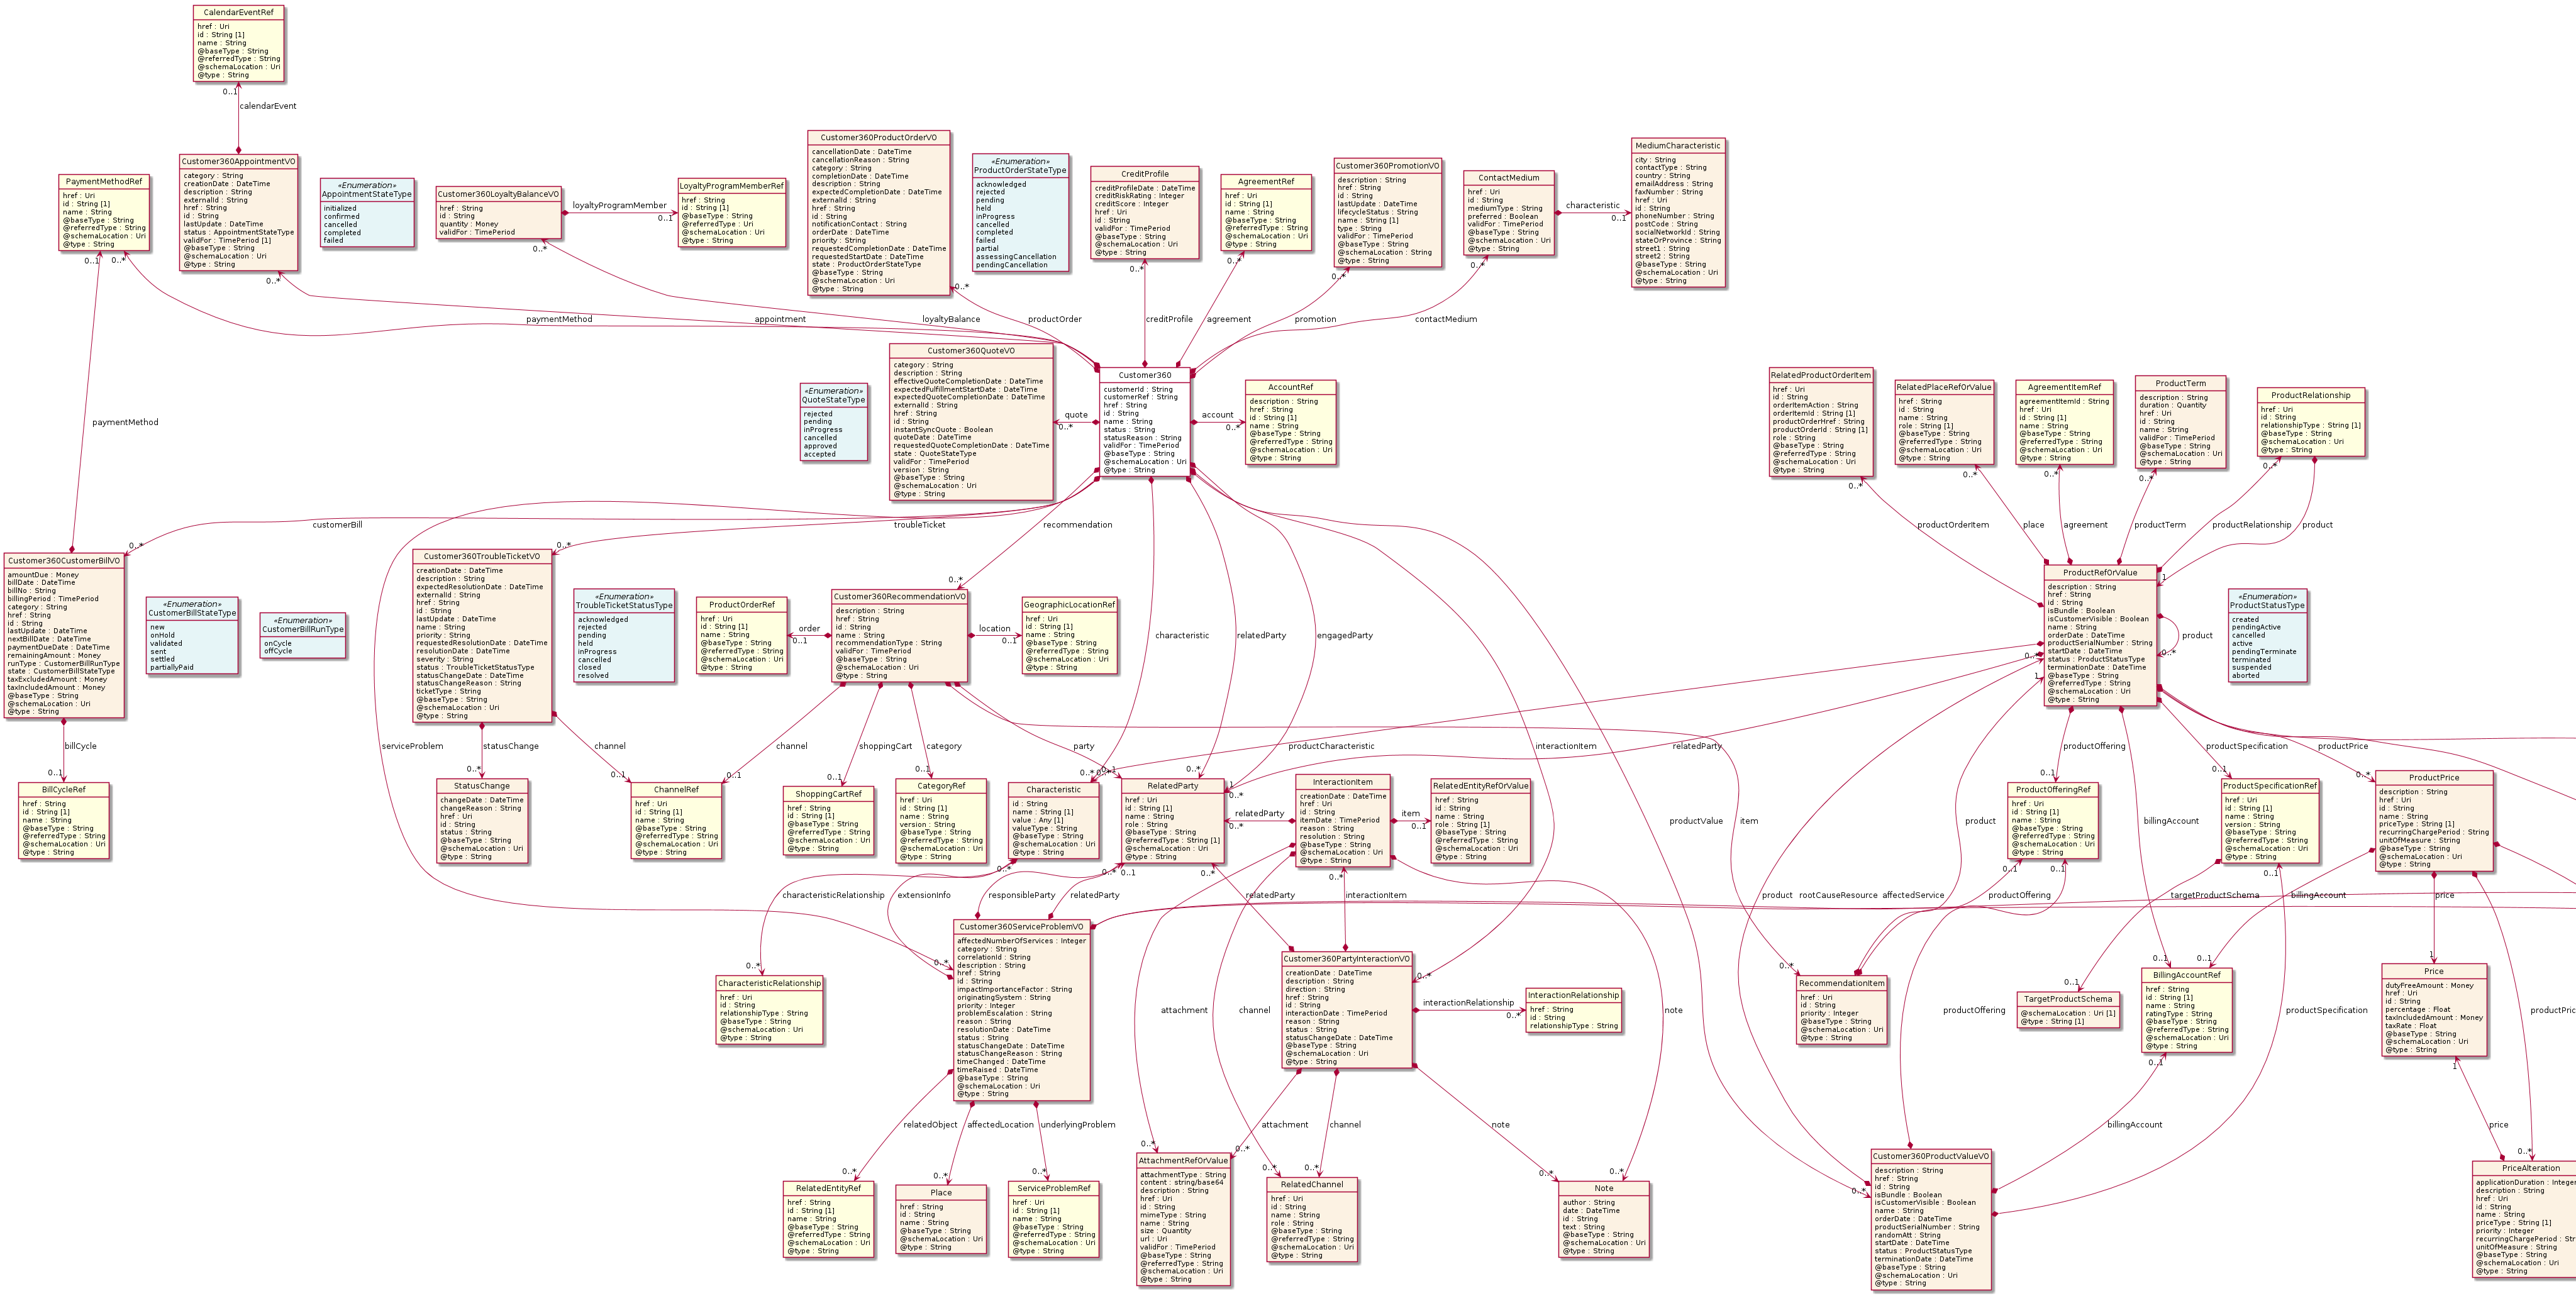 CalendarEventRef
href : Uri
id : String [1]
name : String
@baseType : String
@referredType : String
@schemaLocation : Uri
@type : String
0..1
calendarEvent
PaymentMethodRef
href : Uri
id : String [1]
name : String
@baseType : String
@referredType : String
@schemaLocation : Uri
@type : String
0..1
0..*
Customer360AppointmentVO
category : String
creationDate : DateTime
description : String
externalId : String
href : String
id : String
lastUpdate : DateTime
status : AppointmentStateType
validFor : TimePeriod [1]
@baseType : String
@schemaLocation : Uri
@type : String
0..*
«Enumeration»
AppointmentStateType
initialized
confirmed
cancelled
completed
failed
Customer360LoyaltyBalanceVO
href : String
id : String
quantity : Money
validFor : TimePeriod
0..*
loyaltyProgramMember
0..1
LoyaltyProgramMemberRef
href : String
id : String [1]
@baseType : String
@referredType : Uri
@schemaLocation : String
@type : String
Customer360ProductOrderVO
cancellationDate : DateTime
cancellationReason : String
category : String
completionDate : DateTime
description : String
expectedCompletionDate : DateTime
externalId : String
href : String
id : String
notificationContact : String
orderDate : DateTime
priority : String
requestedCompletionDate : DateTime
requestedStartDate : DateTime
state : ProductOrderStateType
@baseType : String
@schemaLocation : Uri
@type : String
0..*
«Enumeration»
ProductOrderStateType
acknowledged
rejected
pending
held
inProgress
cancelled
completed
failed
partial
assessingCancellation
pendingCancellation
CreditProfile
creditProfileDate : DateTime
creditRiskRating : Integer
creditScore : Integer
href : Uri
id : String
validFor : TimePeriod
@baseType : String
@schemaLocation : Uri
@type : String
0..*
AgreementRef
href : Uri
id : String [1]
name : String
@baseType : String
@referredType : String
@schemaLocation : Uri
@type : String
0..*
Customer360PromotionVO
description : String
href : String
id : String
lastUpdate : DateTime
lifecycleStatus : String
name : String [1]
type : String
validFor : TimePeriod
@baseType : String
@schemaLocation : String
@type : String
0..*
ContactMedium
href : Uri
id : String
mediumType : String
preferred : Boolean
validFor : TimePeriod
@baseType : String
@schemaLocation : Uri
@type : String
0..*
characteristic
0..1
MediumCharacteristic
city : String
contactType : String
country : String
emailAddress : String
faxNumber : String
href : Uri
id : String
phoneNumber : String
postCode : String
socialNetworkId : String
stateOrProvince : String
street1 : String
street2 : String
@baseType : String
@schemaLocation : Uri
@type : String
paymentMethod
appointment
loyaltyBalance
productOrder
creditProfile
agreement
promotion
contactMedium
paymentMethod
«Enumeration»
QuoteStateType
rejected
pending
inProgress
cancelled
approved
accepted
Customer360QuoteVO
category : String
description : String
effectiveQuoteCompletionDate : DateTime
expectedFulfillmentStartDate : DateTime
expectedQuoteCompletionDate : DateTime
externalId : String
href : String
id : String
instantSyncQuote : Boolean
quoteDate : DateTime
requestedQuoteCompletionDate : DateTime
state : QuoteStateType
validFor : TimePeriod
version : String
@baseType : String
@schemaLocation : Uri
@type : String
quote
0..*
Customer360
customerId : String
customerRef : String
href : String
id : String
name : String
status : String
statusReason : String
validFor : TimePeriod
@baseType : String
@schemaLocation : Uri
@type : String
account
0..*
AccountRef
description : String
href : String
id : String [1]
name : String
@baseType : String
@referredType : String
@schemaLocation : Uri
@type : String
RelatedProductOrderItem
href : Uri
id : String
orderItemAction : String
orderItemId : String [1]
productOrderHref : String
productOrderId : String [1]
role : String
@baseType : String
@referredType : String
@schemaLocation : Uri
@type : String
0..*
RelatedPlaceRefOrValue
href : String
id : String
name : String
role : String [1]
@baseType : String
@referredType : String
@schemaLocation : Uri
@type : String
0..*
AgreementItemRef
agreementItemId : String
href : Uri
id : String [1]
name : String
@baseType : String
@referredType : String
@schemaLocation : Uri
@type : String
0..*
ProductTerm
description : String
duration : Quantity
href : Uri
id : String
name : String
validFor : TimePeriod
@baseType : String
@schemaLocation : Uri
@type : String
0..*
ProductRelationship
href : Uri
id : String
relationshipType : String [1]
@baseType : String
@schemaLocation : Uri
@type : String
0..*
customerBill
troubleTicket
recommendation
productOrderItem
place
agreement
productTerm
productRelationship
product
0..*
0..*
0..*
1
Customer360CustomerBillVO
amountDue : Money
billDate : DateTime
billNo : String
billingPeriod : TimePeriod
category : String
href : String
id : String
lastUpdate : DateTime
nextBillDate : DateTime
paymentDueDate : DateTime
remainingAmount : Money
runType : CustomerBillRunType
state : CustomerBillStateType
taxExcludedAmount : Money
taxIncludedAmount : Money
@baseType : String
@schemaLocation : Uri
@type : String
«Enumeration»
CustomerBillStateType
new
onHold
validated
sent
settled
partiallyPaid
«Enumeration»
CustomerBillRunType
onCycle
offCycle
Customer360TroubleTicketVO
creationDate : DateTime
description : String
expectedResolutionDate : DateTime
externalId : String
href : String
id : String
lastUpdate : DateTime
name : String
priority : String
requestedResolutionDate : DateTime
resolutionDate : DateTime
severity : String
status : TroubleTicketStatusType
statusChangeDate : DateTime
statusChangeReason : String
ticketType : String
@baseType : String
@schemaLocation : Uri
@type : String
«Enumeration»
TroubleTicketStatusType
acknowledged
rejected
pending
held
inProgress
cancelled
closed
resolved
ProductOrderRef
href : Uri
id : String [1]
name : String
@baseType : String
@referredType : String
@schemaLocation : Uri
@type : String
order
0..1
Customer360RecommendationVO
description : String
href : String
id : String
name : String
recommendationType : String
validFor : TimePeriod
@baseType : String
@schemaLocation : Uri
@type : String
location
0..1
GeographicLocationRef
href : Uri
id : String [1]
name : String
@baseType : String
@referredType : String
@schemaLocation : Uri
@type : String
characteristic
relatedParty
engagedParty
ProductRefOrValue
description : String
href : String
id : String
isBundle : Boolean
isCustomerVisible : Boolean
name : String
orderDate : DateTime
productSerialNumber : String
startDate : DateTime
status : ProductStatusType
terminationDate : DateTime
@baseType : String
@referredType : String
@schemaLocation : Uri
@type : String
0..*
1
product
0..*
«Enumeration»
ProductStatusType
created
pendingActive
cancelled
active
pendingTerminate
terminated
suspended
aborted
billCycle
statusChange
channel
serviceProblem
channel
shoppingCart
category
party
productCharacteristic
interactionItem
relatedParty
item
productOffering
productSpecification
productPrice
0..1
0..*
0..1
0..1
0..1
0..1
0..*
0..*
0..1
0..*
1
0..*
0..1
0..1
0..*
BillCycleRef
href : String
id : String [1]
name : String
@baseType : String
@referredType : String
@schemaLocation : Uri
@type : String
StatusChange
changeDate : DateTime
changeReason : String
href : Uri
id : String
status : String
@baseType : String
@schemaLocation : Uri
@type : String
ChannelRef
href : Uri
id : String [1]
name : String
@baseType : String
@referredType : String
@schemaLocation : Uri
@type : String
ShoppingCartRef
href : String
id : String [1]
@baseType : String
@referredType : String
@schemaLocation : Uri
@type : String
CategoryRef
href : Uri
id : String [1]
name : String
version : String
@baseType : String
@referredType : String
@schemaLocation : Uri
@type : String
Characteristic
id : String
name : String [1]
value : Any [1]
valueType : String
@baseType : String
@schemaLocation : Uri
@type : String
RelatedParty
href : Uri
id : String [1]
name : String
role : String
@baseType : String
@referredType : String [1]
@schemaLocation : Uri
@type : String
relatedParty
0..*
InteractionItem
creationDate : DateTime
href : Uri
id : String
itemDate : TimePeriod
reason : String
resolution : String
@baseType : String
@schemaLocation : Uri
@type : String
item
0..1
RelatedEntityRefOrValue
href : String
id : String
name : String
role : String [1]
@baseType : String
@referredType : String
@schemaLocation : Uri
@type : String
productValue
product
ProductOfferingRef
href : Uri
id : String [1]
name : String
@baseType : String
@referredType : String
@schemaLocation : Uri
@type : String
0..1
0..1
billingAccount
ProductSpecificationRef
href : Uri
id : String [1]
name : String
version : String
@baseType : String
@referredType : String
@schemaLocation : Uri
@type : String
0..1
ProductPrice
description : String
href : Uri
id : String
name : String
priceType : String [1]
recurringChargePeriod : String
unitOfMeasure : String
@baseType : String
@schemaLocation : Uri
@type : String
0..*
0..*
0..1
0..*
0..*
characteristicRelationship
extensionInfo
responsibleParty
relatedParty
relatedParty
interactionItem
product
rootCauseResource
affectedService
productOffering
targetProductSchema
billingAccount
price
0..*
0..*
0..*
0..*
0..1
0..1
0..1
1
CharacteristicRelationship
href : Uri
id : String
relationshipType : String
@baseType : String
@schemaLocation : Uri
@type : String
Customer360ServiceProblemVO
affectedNumberOfServices : Integer
category : String
correlationId : String
description : String
href : String
id : String
impactImportanceFactor : String
originatingSystem : String
priority : Integer
problemEscalation : String
reason : String
resolutionDate : DateTime
status : String
statusChangeDate : DateTime
statusChangeReason : String
timeChanged : DateTime
timeRaised : DateTime
@baseType : String
@schemaLocation : Uri
@type : String
attachment
channel
Customer360PartyInteractionVO
creationDate : DateTime
description : String
direction : String
href : String
id : String
interactionDate : TimePeriod
reason : String
status : String
statusChangeDate : DateTime
@baseType : String
@schemaLocation : Uri
@type : String
interactionRelationship
0..*
InteractionRelationship
href : String
id : String
relationshipType : String
note
RecommendationItem
href : Uri
id : String
priority : Integer
@baseType : String
@schemaLocation : Uri
@type : String
productOffering
TargetProductSchema
@schemaLocation : Uri [1]
@type : String [1]
BillingAccountRef
href : String
id : String [1]
name : String
ratingType : String
@baseType : String
@referredType : String
@schemaLocation : Uri
@type : String
0..1
productSpecification
Price
dutyFreeAmount : Money
href : Uri
id : String
percentage : Float
taxIncludedAmount : Money
taxRate : Float
@baseType : String
@schemaLocation : Uri
@type : String
1
productPric
relatedObject
affectedLocation
underlyingProblem
attachment
channel
note
billingAccount
price
0..*
0..*
0..*
0..*
0..*
0..*
0..*
0..*
0..*
0..*
0..*
RelatedEntityRef
href : String
id : String [1]
name : String
@baseType : String
@referredType : String
@schemaLocation : Uri
@type : String
Place
href : String
id : String
name : String
@baseType : String
@schemaLocation : Uri
@type : String
ServiceProblemRef
href : Uri
id : String [1]
name : String
@baseType : String
@referredType : String
@schemaLocation : Uri
@type : String
AttachmentRefOrValue
attachmentType : String
content : string/base64
description : String
href : Uri
id : String
mimeType : String
name : String
size : Quantity
url : Uri
validFor : TimePeriod
@baseType : String
@referredType : String
@schemaLocation : Uri
@type : String
RelatedChannel
href : Uri
id : String
name : String
role : String
@baseType : String
@referredType : String
@schemaLocation : Uri
@type : String
Note
author : String
date : DateTime
id : String
text : String
@baseType : String
@schemaLocation : Uri
@type : String
Customer360ProductValueVO
description : String
href : String
id : String
isBundle : Boolean
isCustomerVisible : Boolean
name : String
orderDate : DateTime
productSerialNumber : String
randomAtt : String
startDate : DateTime
status : ProductStatusType
terminationDate : DateTime
@baseType : String
@schemaLocation : Uri
@type : String
PriceAlteration
applicationDuration : Integer
description : String
href : Uri
id : String
name : String
priceType : String [1]
priority : Integer
recurringChargePeriod : Str
unitOfMeasure : String
@baseType : String
@schemaLocation : Uri
@type : String